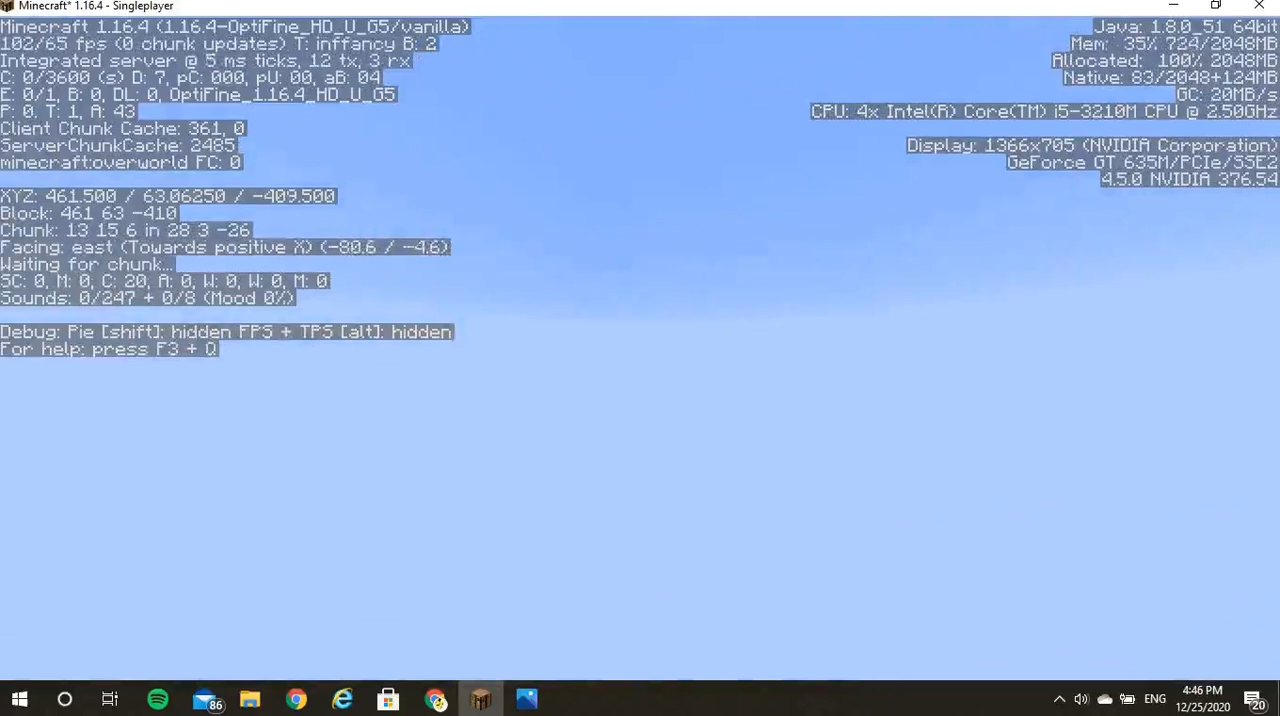 Minecraft* 1.16.4 - Singleplayer
Minecraft 1.16.4 (1.16.4-OptiFine_HD_U_G5/vanilla)
102/65 fps (0 chunk updates) T: inffancy B: 2
Integrated server @ 5 ms ticks, 12 tx, 3 rx
C: 0/3600 (s) D: 7, pC: 000, pU: 00, aB: 04
E: 0/1, B: 0, DL: 0, OptiFine_1.16.4_HD_U_G5
P: 0. T: 1, A: 43
Client Chunk Cache: 361, 0
ServerChunkCache: 2485
minecraft:overworld FC: 0
XYZ: 461.500 / 63.06250 / -409.500
Block: 461 63 -410
Chunk: 13 15 6 in 28 3 -26
Facing: east (Towards positive X) (-80.6 / -4.6)
Waiting for chunk...
SC: 0, M: 0, C: 20, A: 0, W: 0, W: 0, M: 0
Sounds: 0/247 + 0/8 (Mood 0%)
Debug: Pie [shift]: hidden FPS + TPS [alt]: hidden
For help: press F3 + Q
Java: 1.8.0_51 64bit
Mem: 35% 724/2048MB
Allocated: 100% 2048MB
Native: 83/2048+124MB
GC: 20MB/s
CPU: 4x Intel(R) Core(TM) i5-3210M CPU @ 2.50GHz
Display: 1366x705 (NVIDIA Corporation)
GeForce GT 635M/PCIe/SSE2
4.5.0 NVIDIA 376.54
86
ENG
4:46 PM
12/25/2020
20